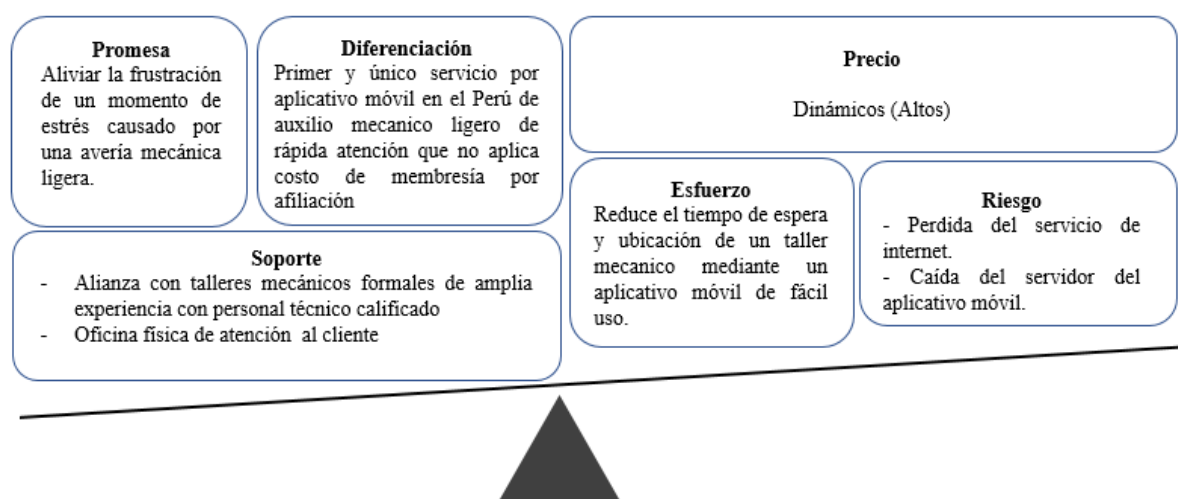 Promesa
Aliviar la frustración
de un momento de
estrés causado por
una avería mecánica
ligera.
Diferenciación
Primer y único servicio por
aplicativo móvil en el Perú de
auxilio mecanico ligero de
rápida atención que no aplica
costo de membresía por
afiliación
Precio
Dinámicos (Altos)
Esfuerzo
Reduce el tiempo de espera
y ubicación de un taller
mecanico mediante un
aplicativo móvil de fácil
uso.
Riesgo
- Perdida del servicio de
internet.
- Caída del servidor del
aplicativo móvil.
Soporte
- Alianza con talleres mecánicos formales de amplia
experiencia con personal técnico calificado
- Oficina física de atención al cliente